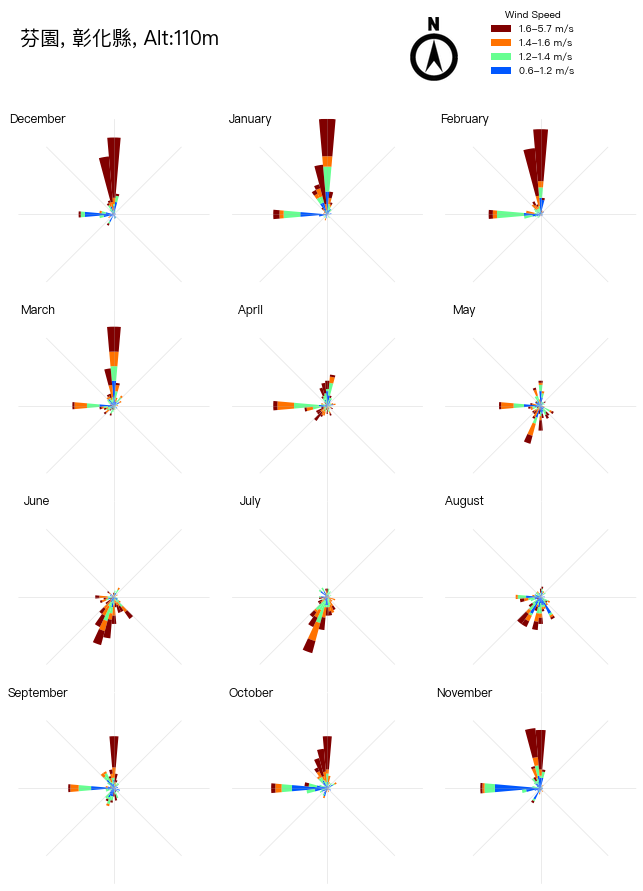 芬園, 彰化縣, Alt:110m
N
Wind Speed
1.6–5.7 m/s
1.4–1.6 m/s
1.2–1.4 m/s
0.6–1.2 m/s
December
January
February
March
April
May
June
July
August
September
October
November